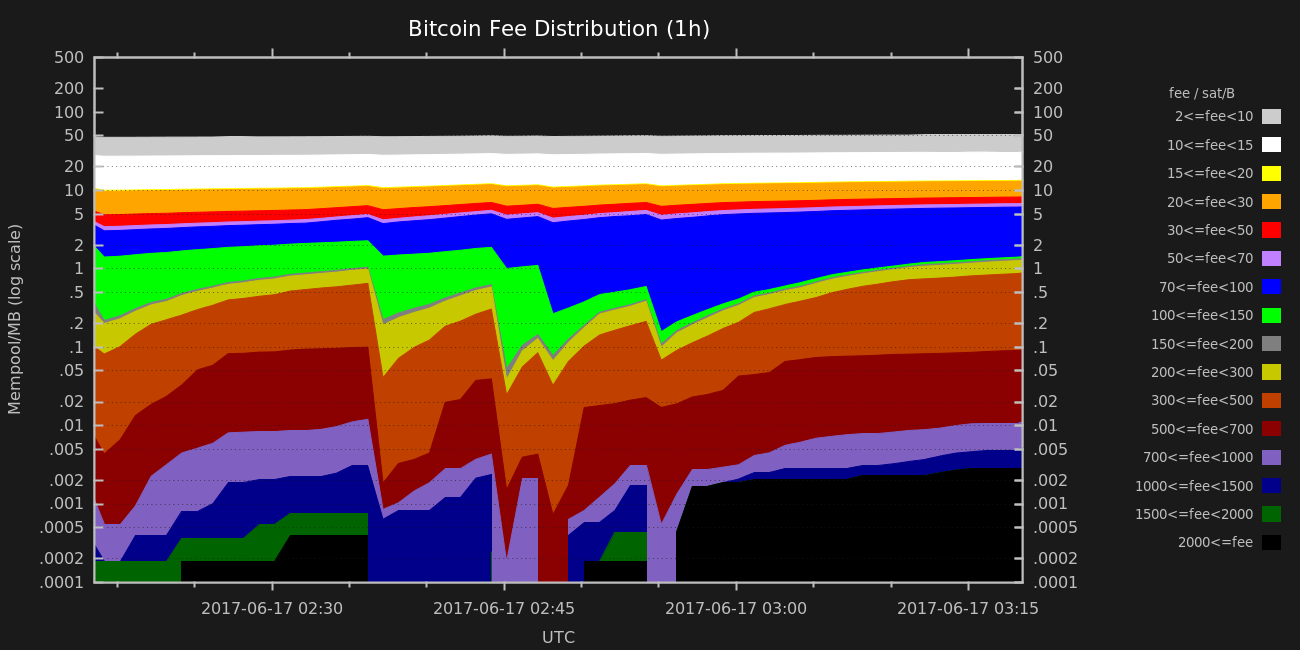 Bitcoin Fee Distribution (1h)
500 500
200 200
100 100
50 50
20 20
10 10
5 5
2 2
1 1
.5 .5
.2 .2
.1 .1
.05 .05
.02 .02
.01 .01
.005 .005
.002 .002
.001 .001
.0005 .0005
.0002 .0002
.0001 .0001
Mempool/MB (log scale)
2017-06-17 02:30 2017-06-17 02:45 2017-06-17 03:00 2017-06-17 03:15
UTC
fee / sat/B
2<=fee<10
10<=fee<15
15<=fee<20
20<=fee<30
30<=fee<50
50<=fee<70
70<=fee<100
100<=fee<150
150<=fee<200
200<=fee<300
300<=fee<500
500<=fee<700
700<=fee<1000
1000<=fee<1500
1500<=fee<2000
2000<=fee